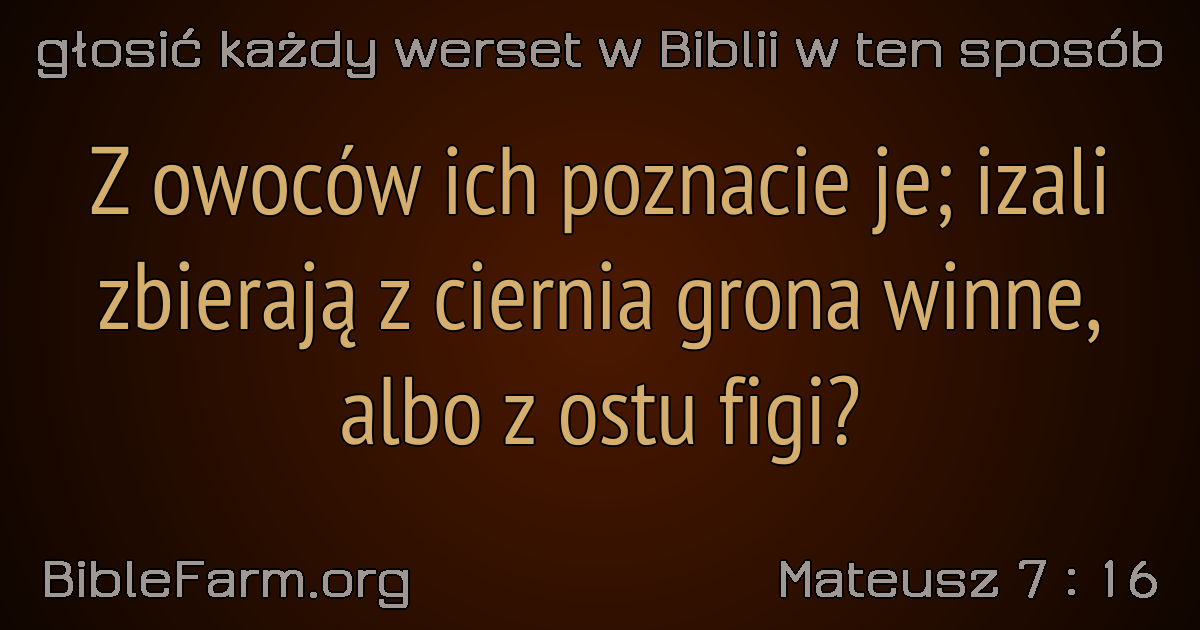 głosić każdy werset w Biblii w ten sposób
Z owoców ich poznacie je; izali
zbierają z ciernia grona winne,
albo z ostu figi?
BibleFarm.org
Mateusz 7 : 16